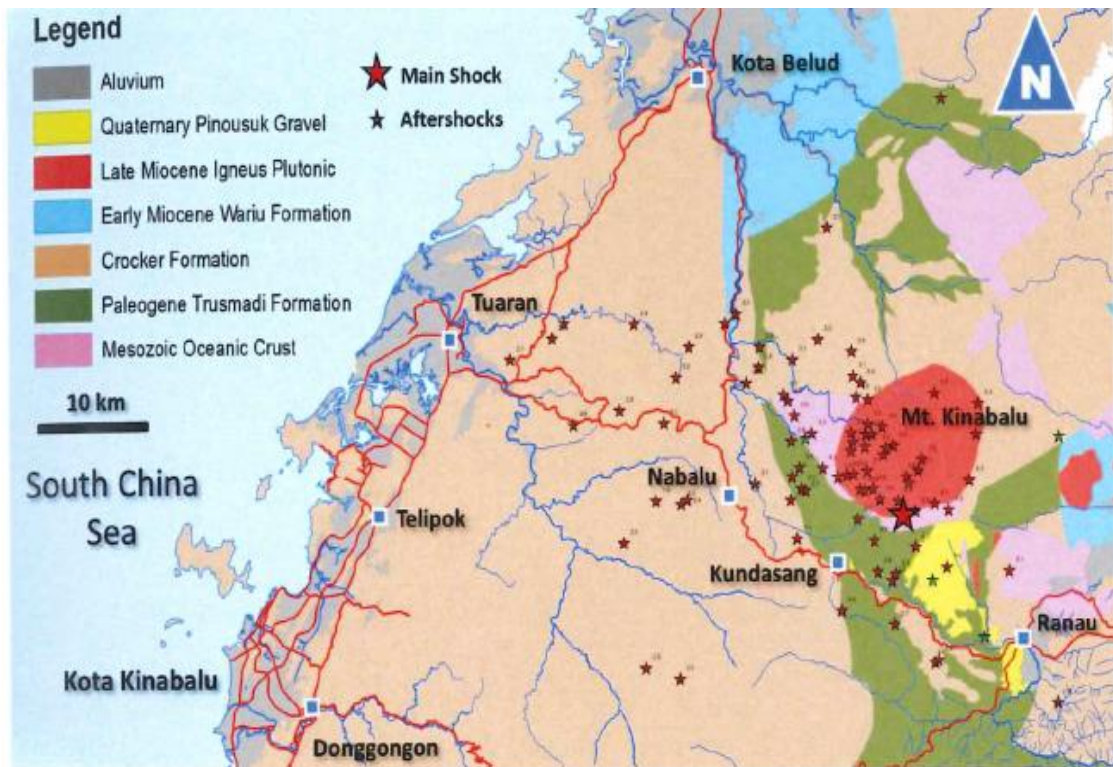 Legend
Aluvium
Quaternary Pinousuk Gravel
Late Miocene Igneus Plutonic
Early Miocene Wariu Formation
Crocker Formation
Paleogene Trusmadi Formation
Mesozoic Oceanic Crust
10 km
Main Shock
Aftershocks
N
Kota Belud
Tuaran
Mt. Kinabalu
South China
Sea
Nabalu
Telipok
Kundasang
Ranau
Kota Kinabalu
Donggongon